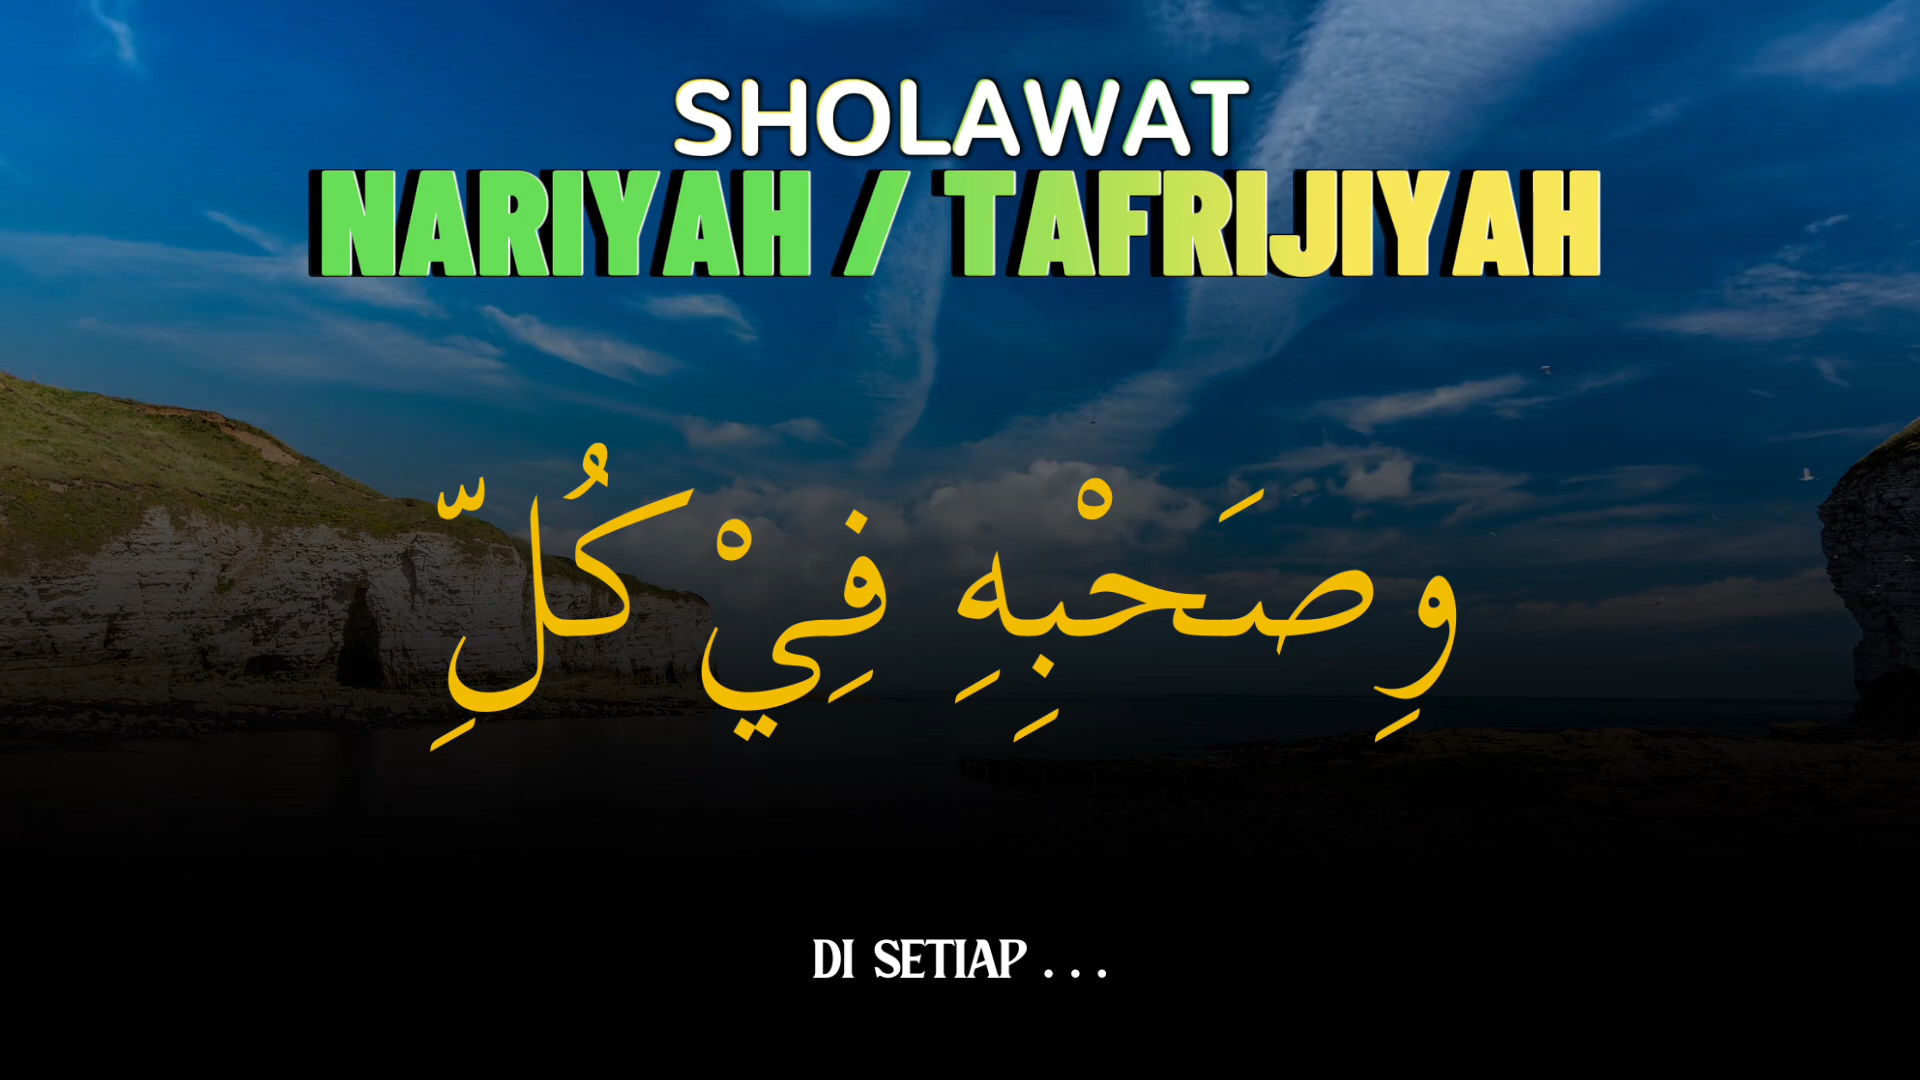 SHOLAWAT
NARIYAH / TAFRIJIYAH
وِصَحْبِهِ فِيْ كُلِّ
DI SETIAP . . .